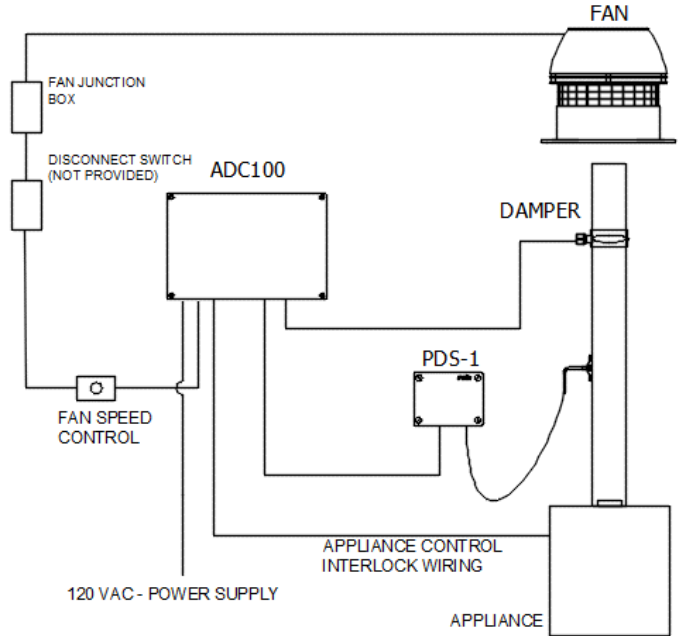 FAN
FAN JUNCTION
BOX
DISCONNECT SWITCH
(NOT PROVIDED)
ADC100
DAMPER
PDS-1
FAN SPEED
CONTROL
APPLIANCE CONTROL
INTERLOCK WIRING
120 VAC - POWER SUPPLY
APPLIANCE